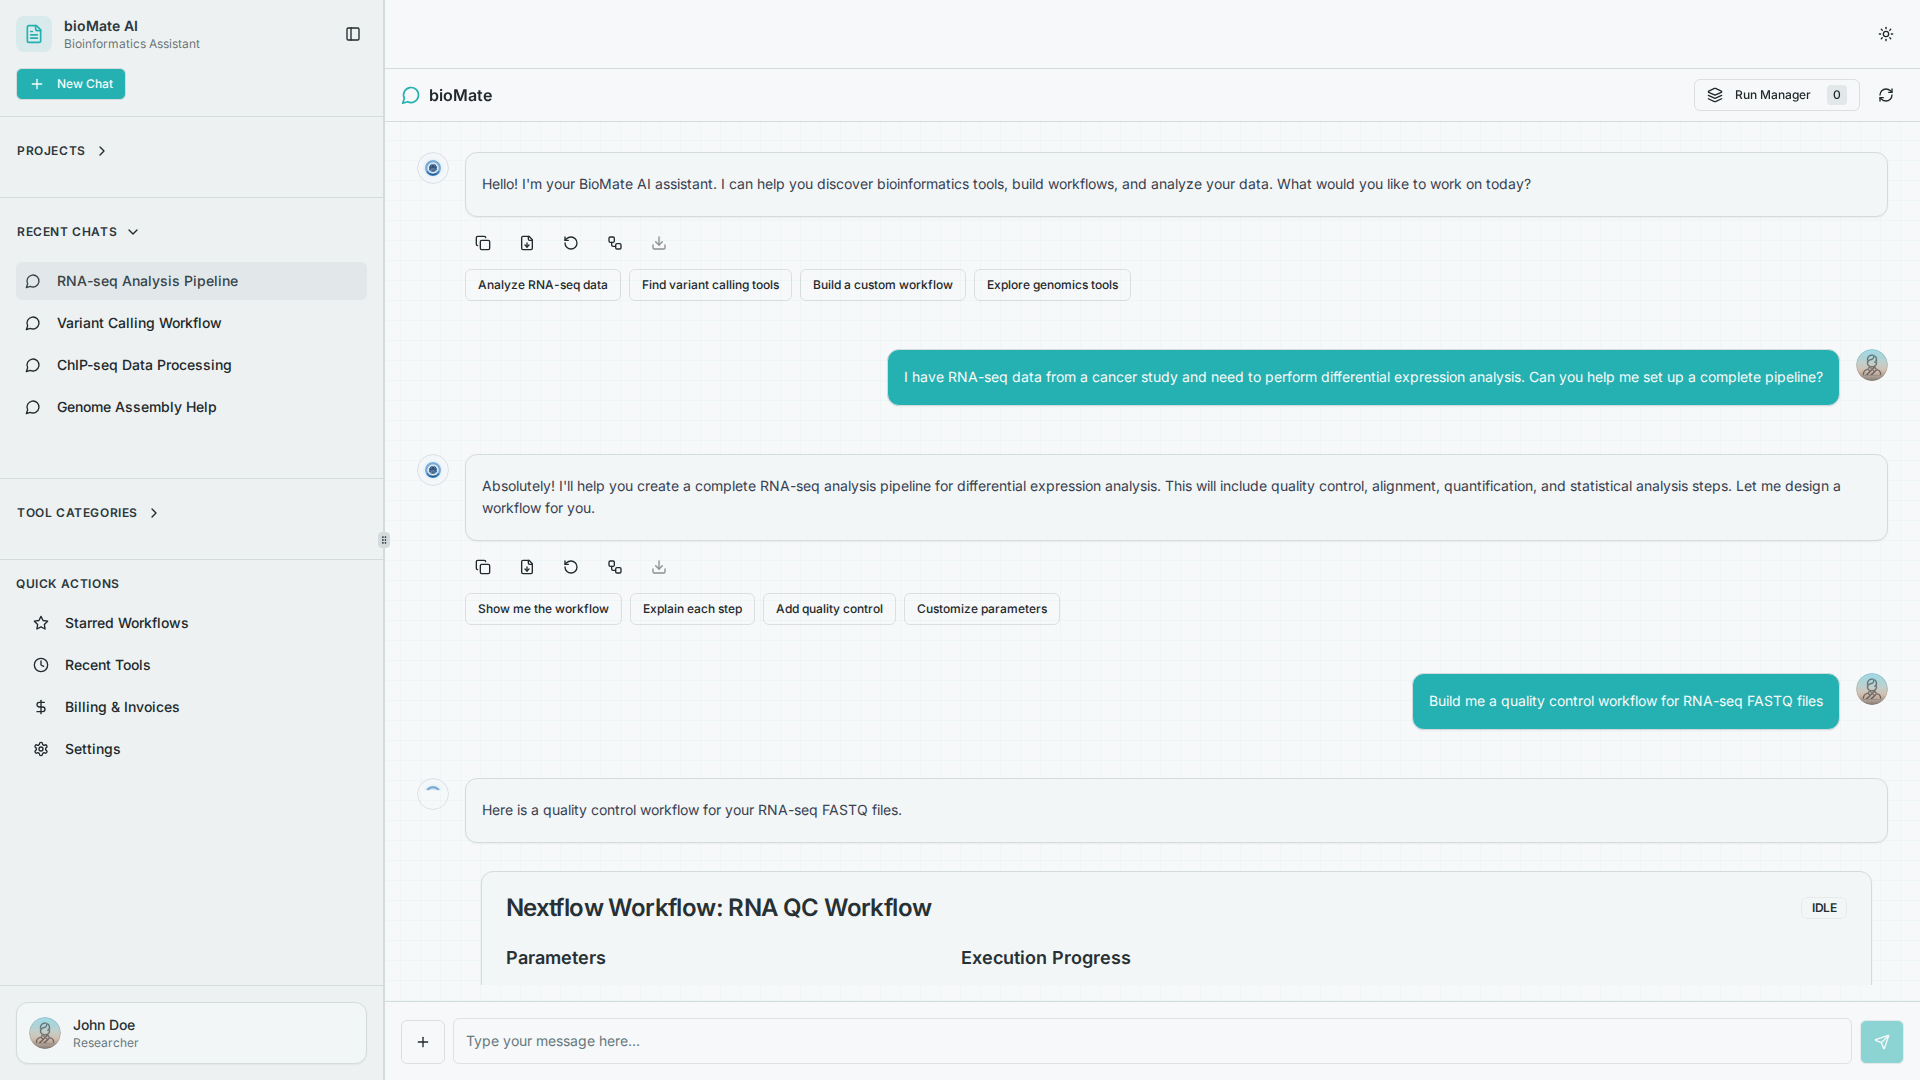 bioMate AI
Bioinformatics Assistant
New Chat
PROJECTS
RECENT CHATS
RNA-seq Analysis Pipeline
Variant Calling Workflow
ChIP-seq Data Processing
Genome Assembly Help
TOOL CATEGORIES
QUICK ACTIONS
Starred Workflows
Recent Tools
Billing & Invoices
Settings
John Doe
Researcher
bioMate
Run Manager 0
Hello! I'm your BioMate AI assistant. I can help you discover bioinformatics tools, build workflows, and analyze your data. What would you like to work on today?
Analyze RNA-seq data Find variant calling tools Build a custom workflow Explore genomics tools
I have RNA-seq data from a cancer study and need to perform differential expression analysis. Can you help me set up a complete pipeline?
Absolutely! I'll help you create a complete RNA-seq analysis pipeline for differential expression analysis. This will include quality control, alignment, quantification, and statistical analysis steps. Let me design a
workflow for you.
Show me the workflow Explain each step Add quality control Customize parameters
Build me a quality control workflow for RNA-seq FASTQ files
Here is a quality control workflow for your RNA-seq FASTQ files.
Nextflow Workflow: RNA QC Workflow
IDLE
Parameters
Execution Progress
Type your message here...